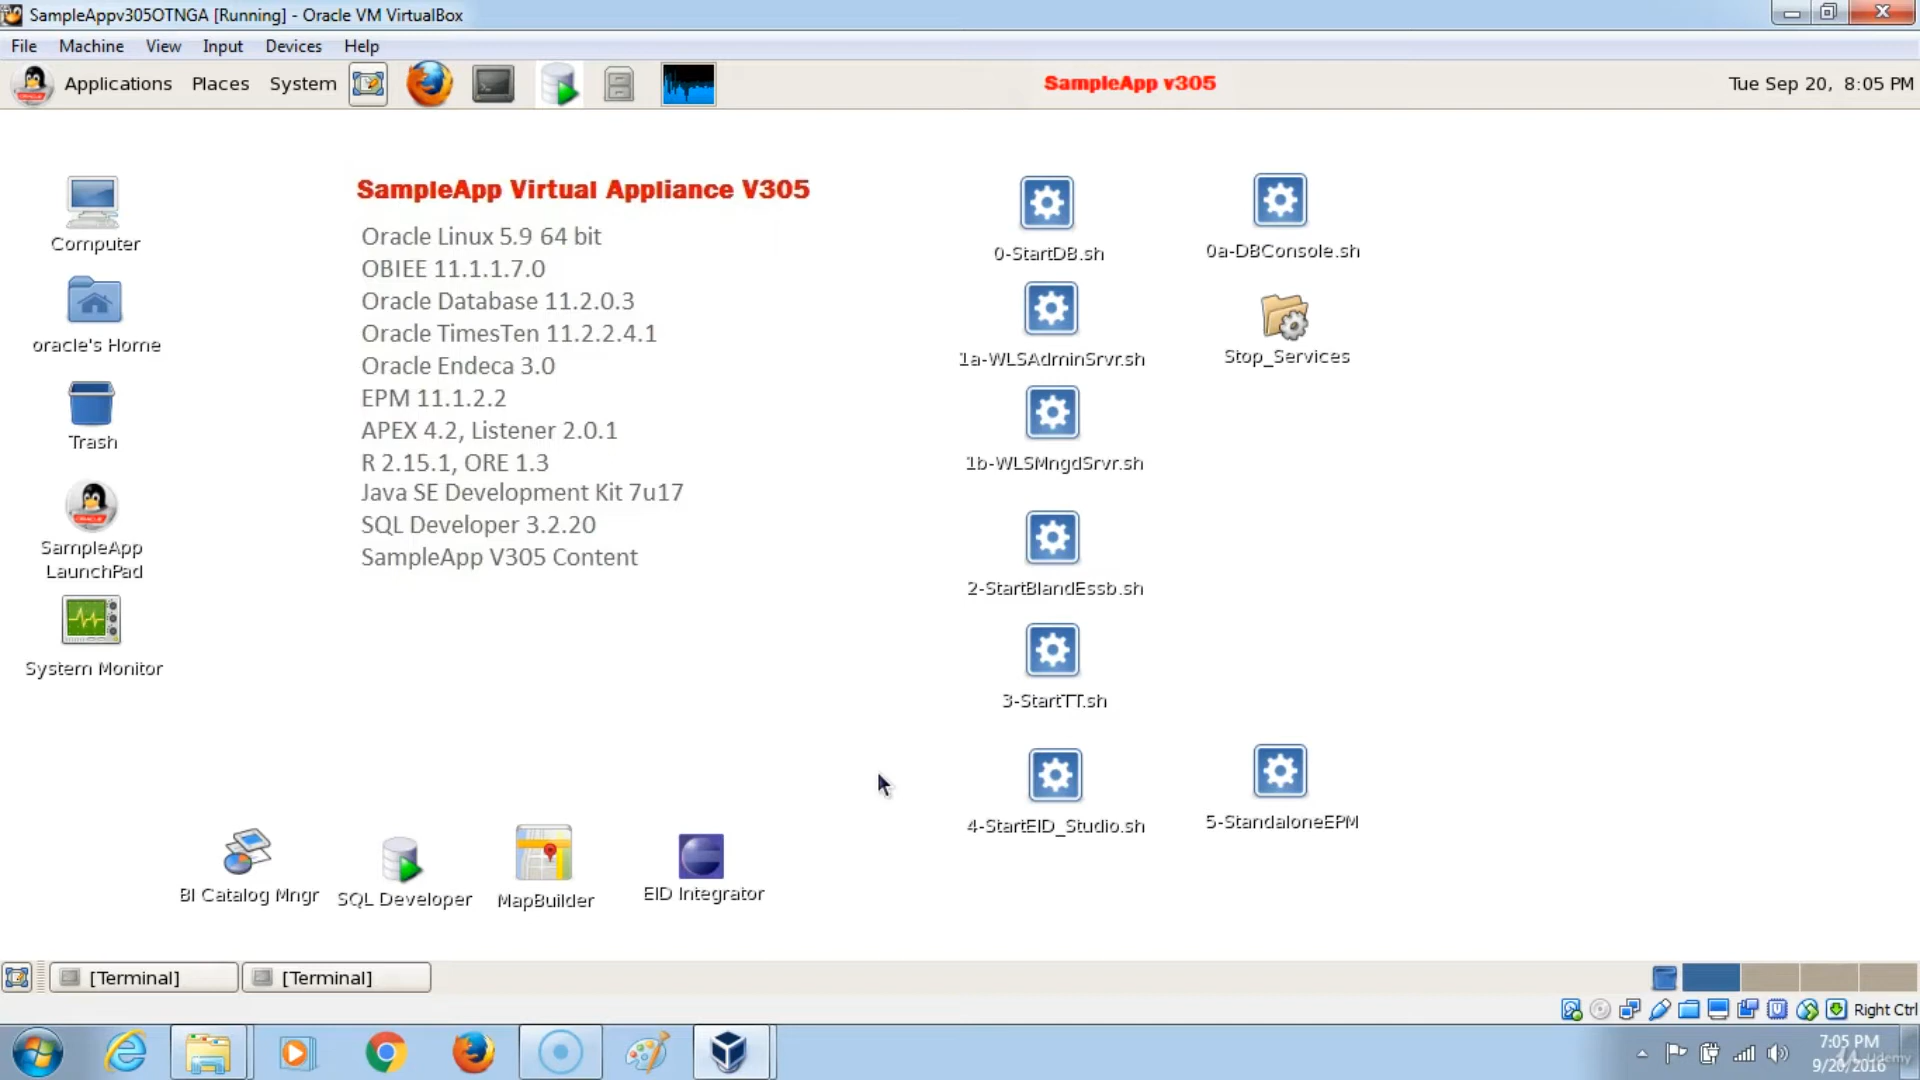 SampleAppv305OTNGA [Running] - Oracle VM VirtualBox
File Machine View Input Devices Help
Applications Places System
SampleApp v305
Tue Sep 20, 8:05 PM
SampleApp Virtual Appliance V305
Oracle Linux 5.9 64 bit
OBIEE 11.1.1.7.0
Oracle Database 11.2.0.3
Oracle TimesTen 11.2.2.4.1
Oracle Endeca 3.0
EPM 11.1.2.2
APEX 4.2, Listener 2.0.1
R 2.15.1, ORE 1.3
Java SE Development Kit 7u17
SQL Developer 3.2.20
SampleApp V305 Content
Computer
oracle's Home
Trash
SampleApp
LaunchPad
System Monitor
0-StartDB.sh
0a-DBConsole.sh
1a-WLSAdminSrvr.sh
Stop_Services
1b-WLSMngdSrvr.sh
2-StartBIandEssb.sh
3-StartTT.sh
4-StartEID_Studio.sh
5-StandaloneEPM
BI Catalog Mngr
SQL Developer
MapBuilder
EID Integrator
[Terminal]
[Terminal]
Right Ctrl
7:05 PM
9/20/2016
Udemy